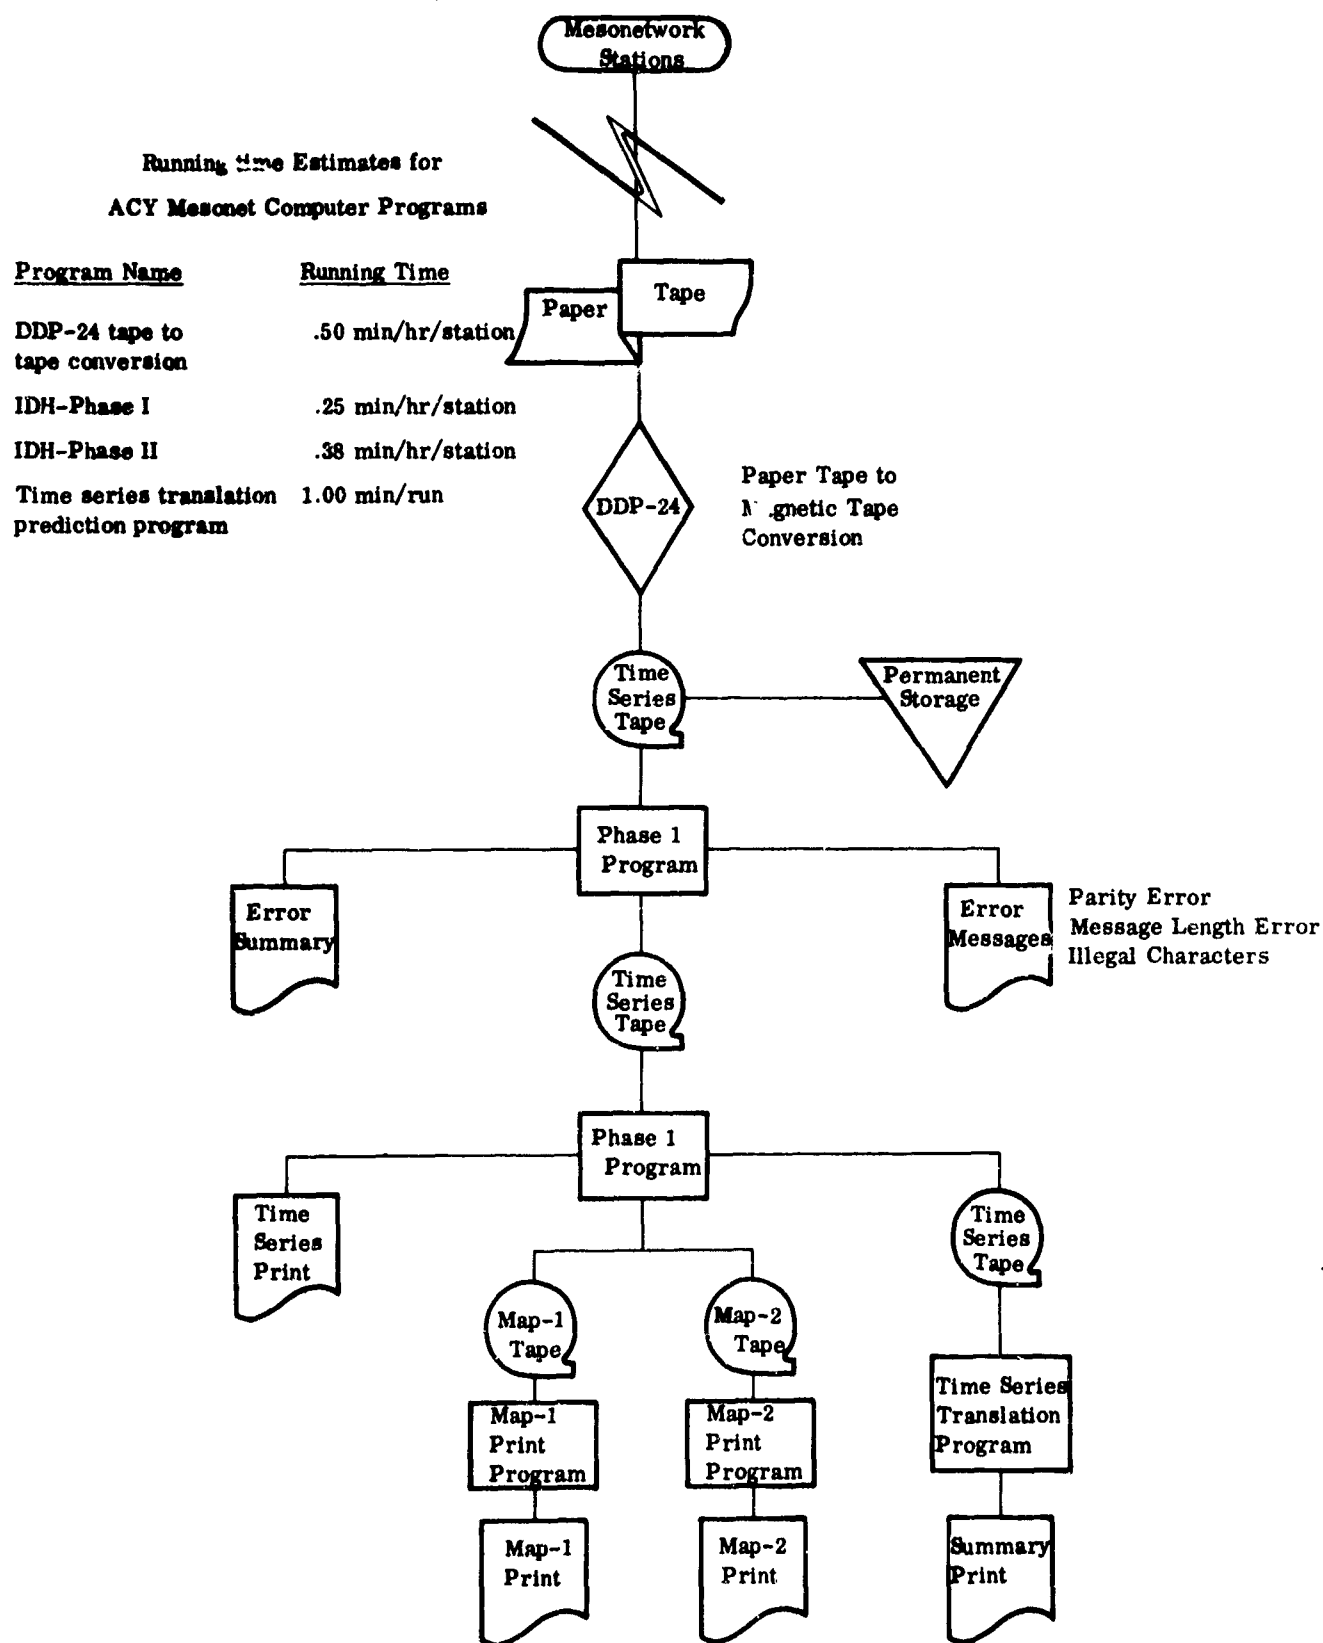 Mesonetwork
Stations
Running time Estimates for
ACY Mesonet Computer Programs
Program Name Running Time
DDP-24 tape to .50 min/hr/station
tape conversion
IDH-Phase I .25 min/hr/station
IDH-Phase II .38 min/hr/station
Time series translation 1.00 min/run
prediction program
Paper Tape
DDP-24
Paper Tape to
Magnetic Tape
Conversion
Time
Series
Tape
Permanent
Storage
Phase 1
Program
Error
Summary
Error
Messages
Parity Error
Message Length Error
Illegal Characters
Time
Series
Tape
Phase 1
Program
Time
Series
Print
Time
Series
Tape
Map-1
Tape
Map-2
Tape
Map-1
Print
Program
Map-2
Print
Program
Time Series
Translation
Program
Map-1
Print
Map-2
Print
Summary
Print